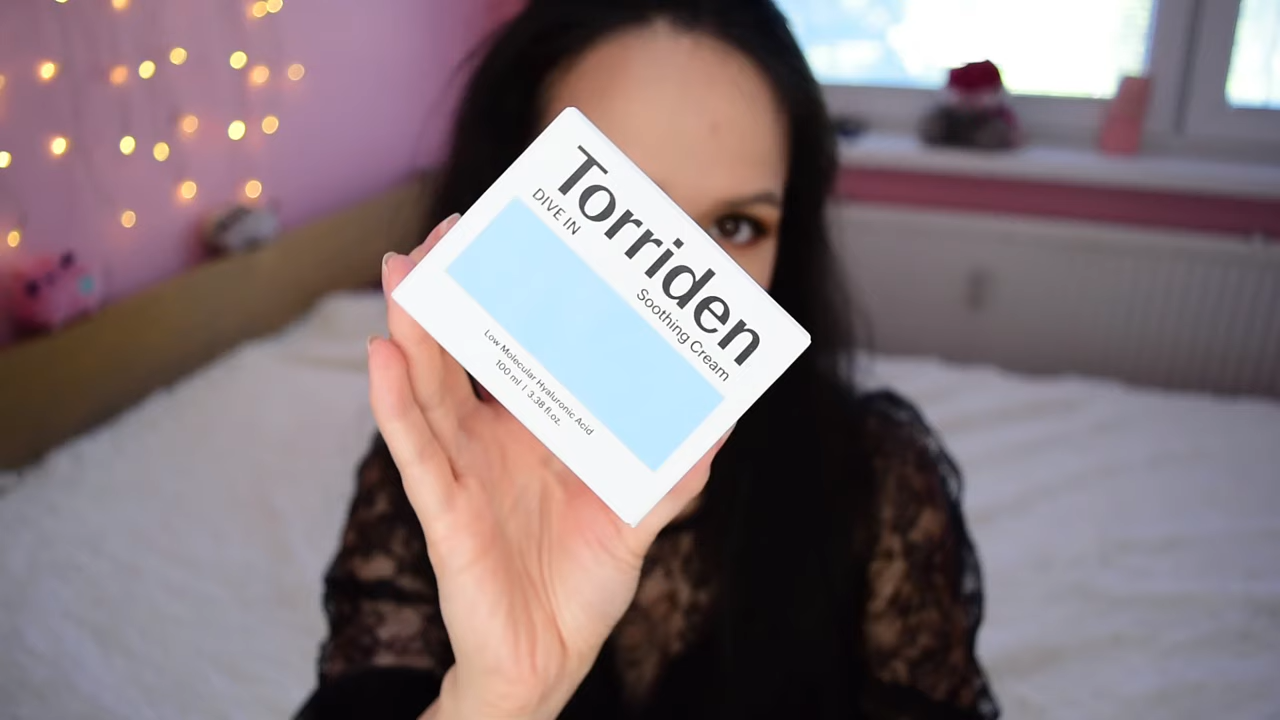 Torriden
DIVE IN
Soothing Cream
Low Molecular Hyaluronic Acid
100 ml | 3.38 fl.oz.